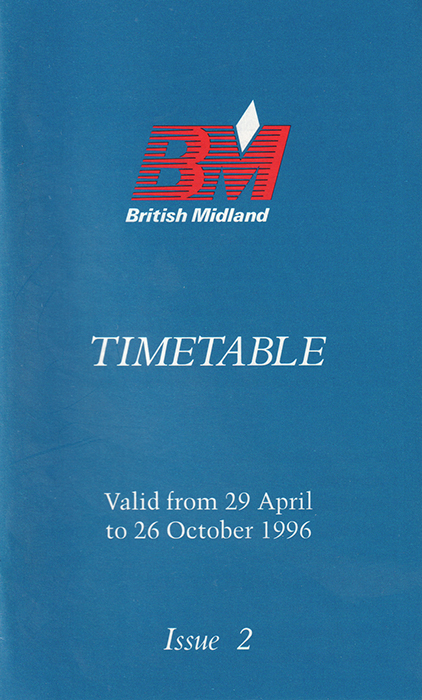 BM
British Midland
TIMETABLE
Valid from 29 April
to 26 October 1996
Issue 2